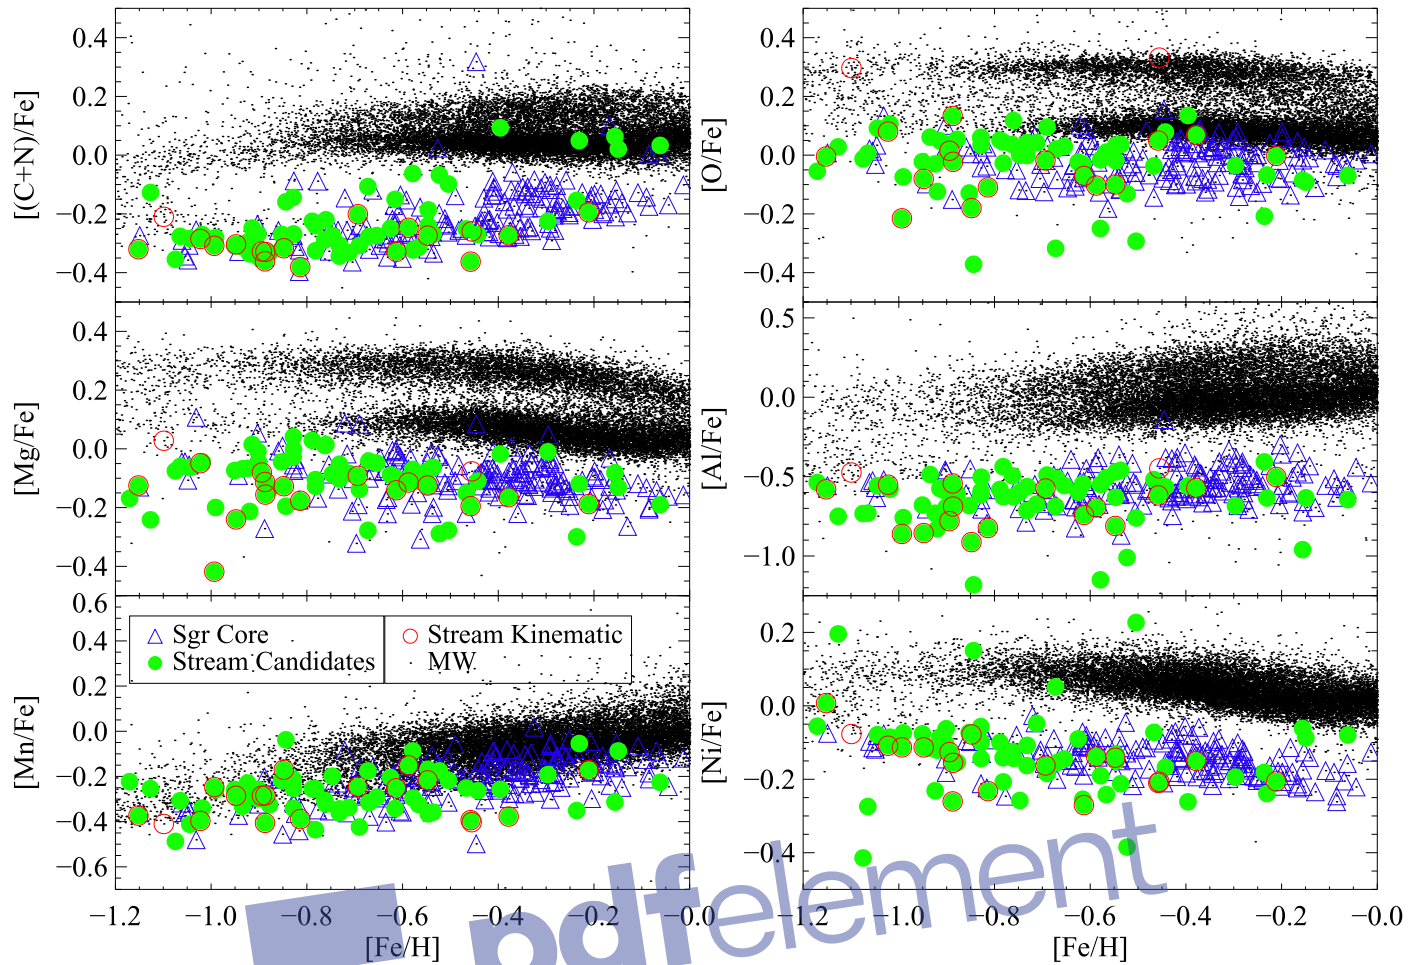 0.4
0.2
0.0
−0.2
−0.4
[(C+N)/Fe]
0.4
0.2
0.0
−0.2
−0.4
[O/Fe]
0.4
0.2
0.0
−0.2
−0.4
[Mg/Fe]
0.5
0.0
−0.5
−1.0
[Al/Fe]
0.6
0.4
0.2
0.0
−0.2
−0.4
−0.6
[Mn/Fe]
Sgr Core
Stream Candidates
Stream Kinematic
MW
0.2
0.0
−0.2
−0.4
[Ni/Fe]
−1.2 −1.0 −0.8 −0.6 −0.4 −0.2
[Fe/H]
−1.2 −1.0 −0.8 −0.6 −0.4 −0.2 −0.0
[Fe/H]
pdfelement